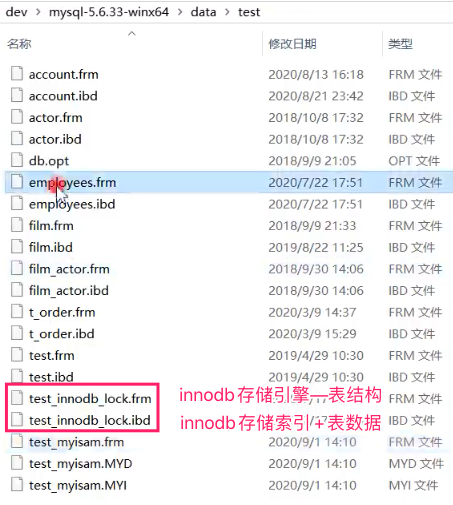 dev › mysql-5.6.33-winx64 › data › test
名称 修改日期 类型
account.frm 2020/8/13 16:18 FRM 文件
account.ibd 2020/8/21 23:42 IBD 文件
actor.frm 2018/10/8 17:32 FRM 文件
actor.ibd 2018/10/8 17:32 IBD 文件
db.opt 2018/9/9 21:05 OPT 文件
employees.frm 2020/7/22 17:51 FRM 文件
employees.ibd 2020/7/22 17:51 IBD 文件
film.frm 2018/9/9 21:33 FRM 文件
film.ibd 2019/8/22 11:25 IBD 文件
film_actor.frm 2018/9/30 14:06 FRM 文件
film_actor.ibd 2018/9/30 14:06 IBD 文件
t_order.frm 2020/3/9 14:37 FRM 文件
t_order.ibd 2020/3/9 15:29 IBD 文件
test.frm 2019/4/29 10:30 FRM 文件
test.ibd 2019/4/29 10:30 IBD 文件
test_innodb_lock.frm innodb存储引擎—表结构 FRM 文件
test_innodb_lock.ibd innodb存储索引+表数据 IBD 文件
test_myisam.frm 2020/9/1 14:10 FRM 文件
test_myisam.MYD 2020/9/1 14:10 MYD 文件
test_myisam.MYI 2020/9/1 14:10 MYI 文件